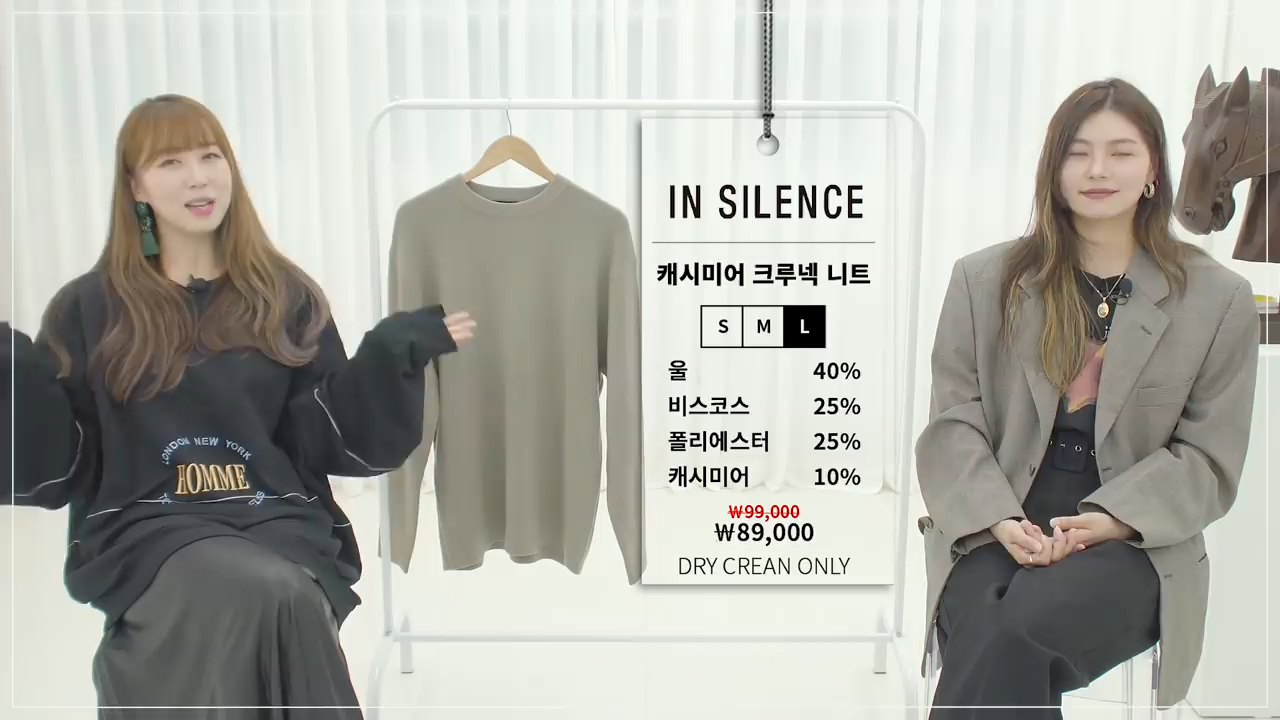 IN SILENCE
캐시미어 크루넥 니트
S M L
울 40%
비스코스 25%
폴리에스터 25%
캐시미어 10%
₩99,000
₩89,000
DRY CREAN ONLY
LONDON NEW YORK
HOMME